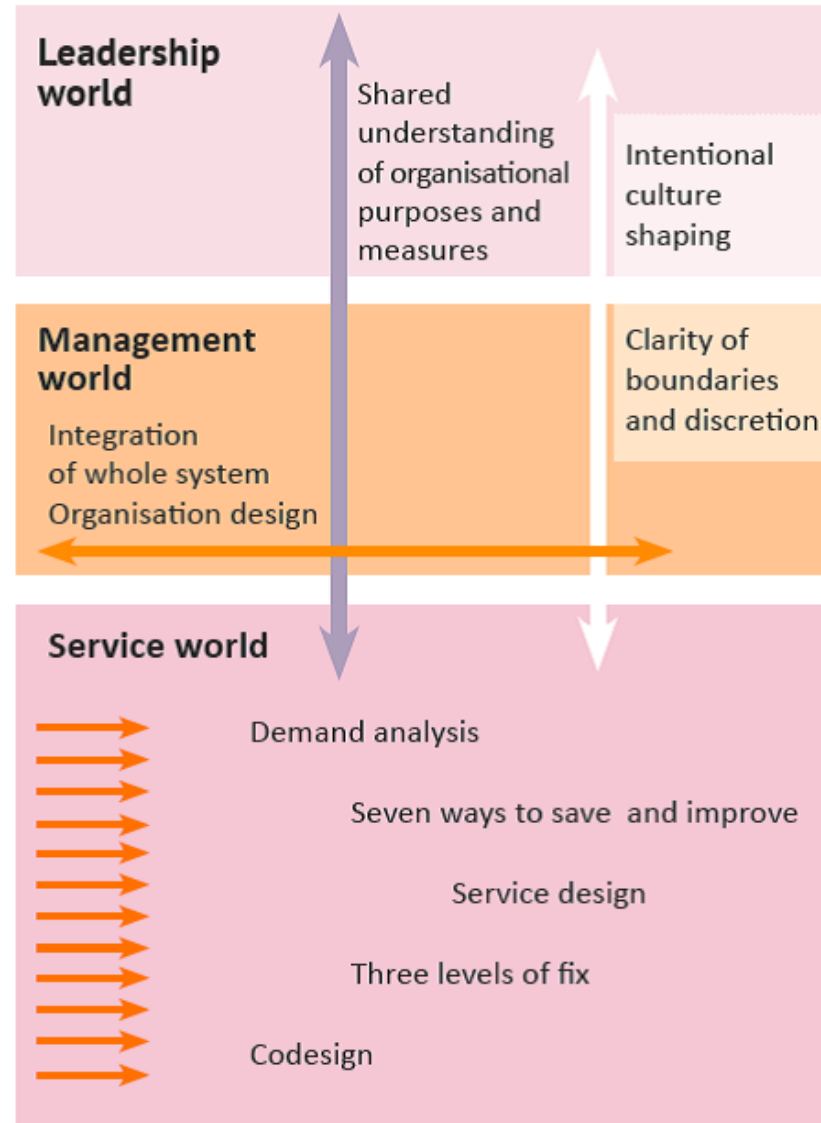 Leadership
world
Shared
understanding
of organisational
purposes and
measures
Intentional
culture
shaping
Management
world
Integration
of whole system
Organisation design
Clarity of
boundaries
and discretion
Service world
Demand analysis
Seven ways to save  and improve
Service design
Three levels of fix
Codesign